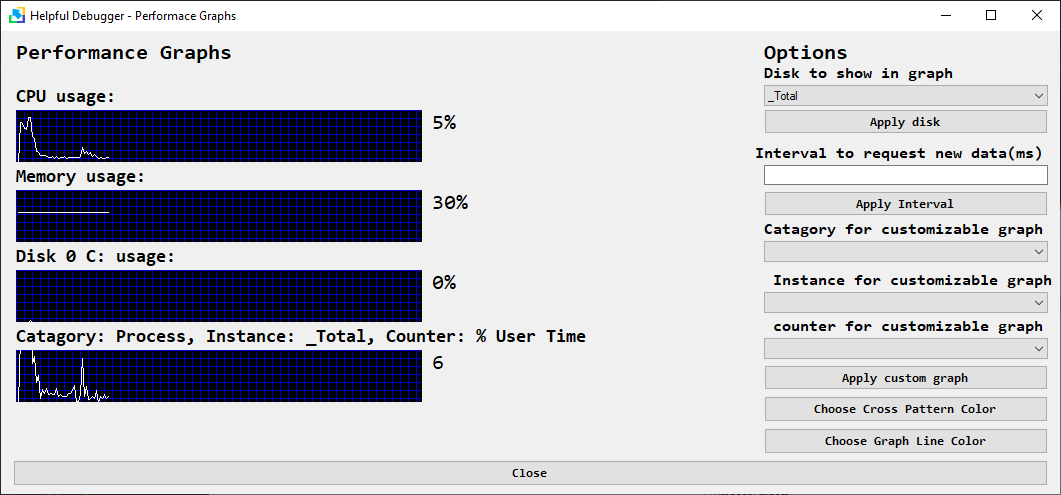 Helpful Debugger - Performace Graphs
Performance Graphs
CPU usage:
5%
Memory usage:
30%
Disk 0 C: usage:
0%
Catagory: Process, Instance: _Total, Counter: % User Time
6
Options
Disk to show in graph
_Total
Apply disk
Interval to request new data(ms)
Apply Interval
Catagory for customizable graph
Instance for customizable graph
counter for customizable graph
Apply custom graph
Choose Cross Pattern Color
Choose Graph Line Color
Close